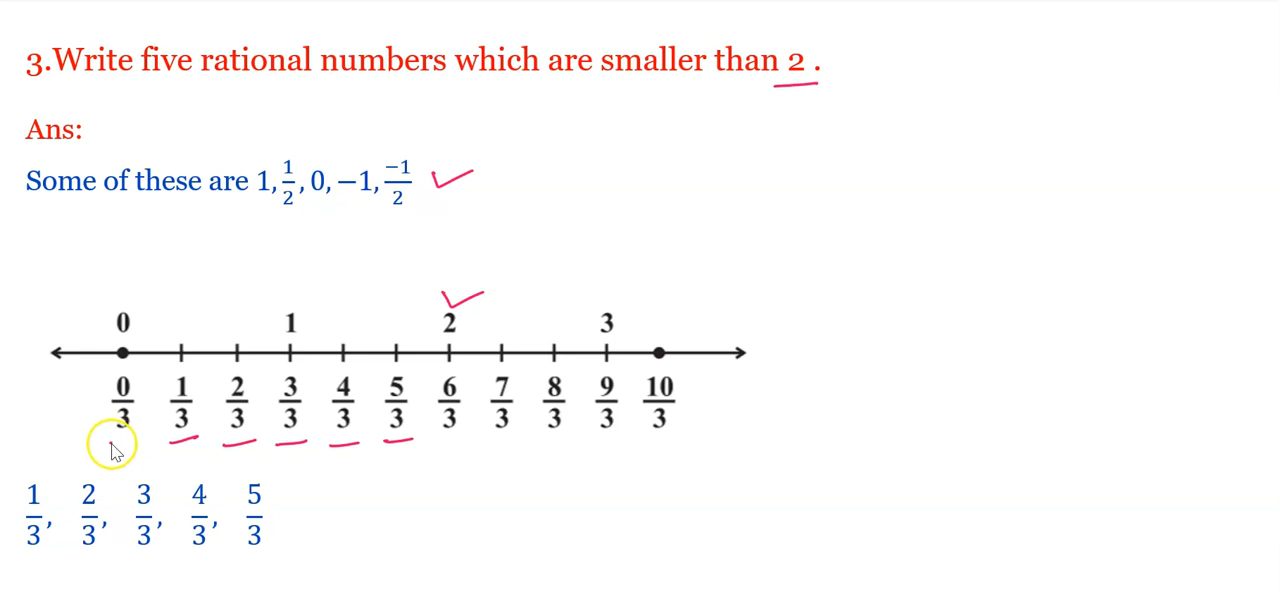 3.Write five rational numbers which are smaller than 2 .
Ans:
Some of these are 1, 1/2, 0, −1, −1/2
0 1 2 3
0/3 1/3 2/3 3/3 4/3 5/3 6/3 7/3 8/3 9/3 10/3
1/3, 2/3, 3/3, 4/3, 5/3